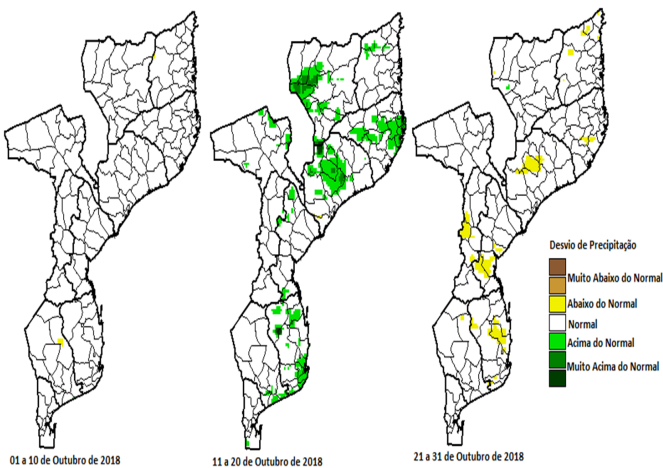 Desvio de Precipitação
Muito Abaixo do Normal
Abaixo do Normal
Normal
Acima do Normal
Muito Acima do Normal
01 a 10 de Outubro de 2018
11 a 20 de Outubro de 2018
21 a 31 de Outubro de 2018